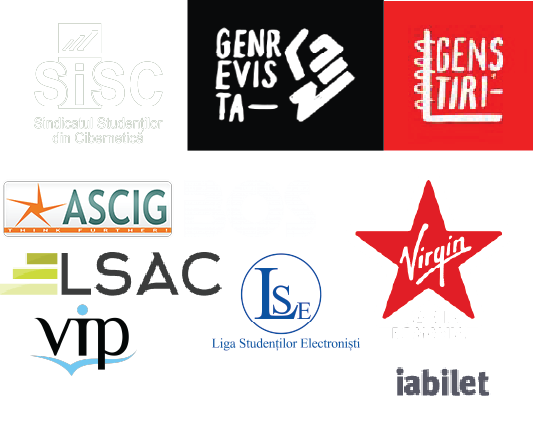 SiSC
Sindicatul Studenților
din Cibernetică
GENR
EVIS
TA—
GENS
TIRI-
ASCIG
THINK FURTHER!
LSAC
vip
LSE
Liga Studenților Electroniști
Virgin
iabilet